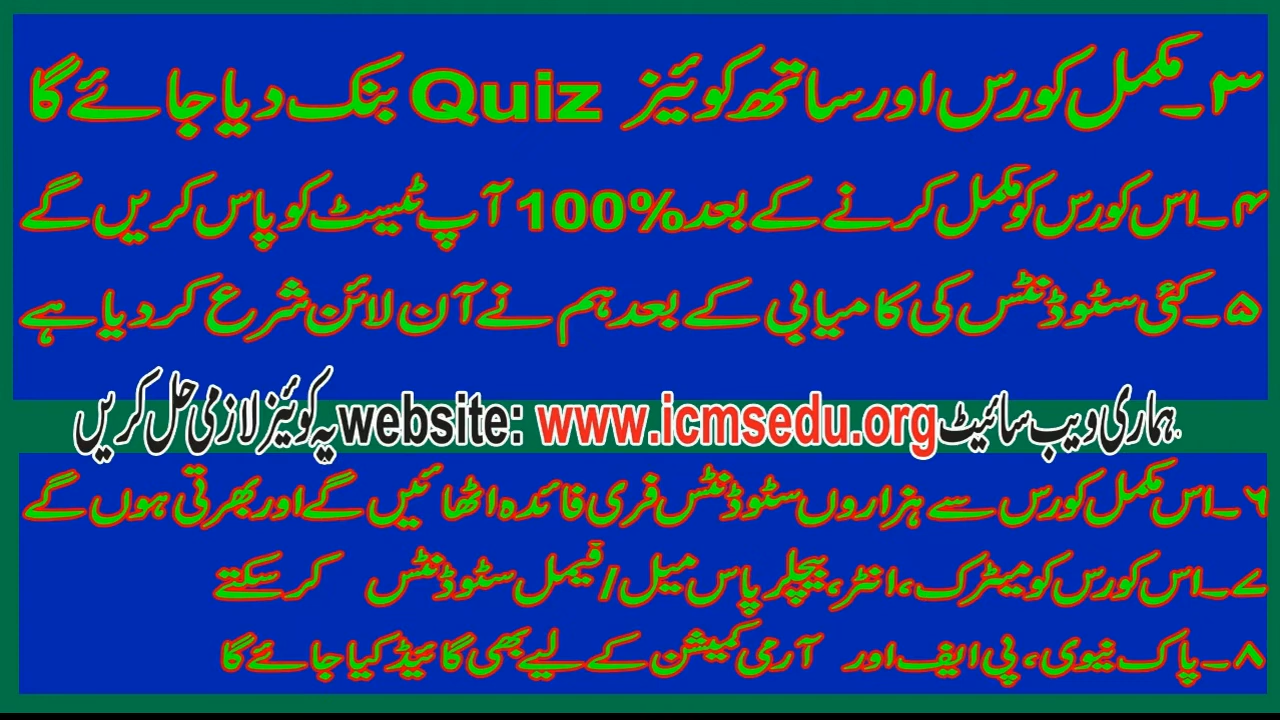 ۳۔مکمل کورس اور ساتھ کوئیز Quiz بنک دیا جائے گا
۴۔اس کورس کو مکمل کرنے کے بعد %100 آپ ٹسیٹ کو پاس کریں گے
۵۔کئی سٹوڈنٹس کی کامیابی کے بعد ہم نے آن لائن شرع کر دیا ہے
ہماری ویب سائیٹ website: www.icmsedu.org پہ کوئیز لازمی حل کریں
۶۔اس مکمل کورس سے ہزاروں سٹوڈنٹس فری فائدہ اٹھائیں گے اور بھرتی ہوں گے
۷۔اس کورس کو میٹرک،انٹر،بیچلر پاس میل/فیمل سٹوڈنٹس کر سکتے
۸۔پاک نیوی، پی ایف اور آرمی کمیشن کے لیے بھی گائیڈ کیا جائے گا